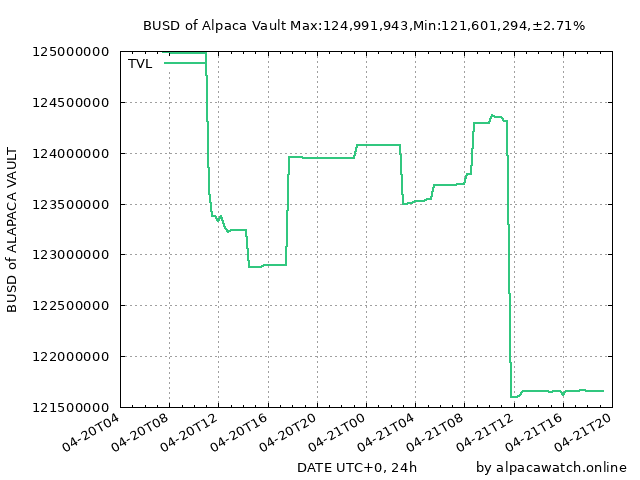 BUSD of Alpaca Vault Max:124,991,943,Min:121,601,294,±2.71%
TVL
BUSD of ALAPACA VAULT
125000000
124500000
124000000
123500000
123000000
122500000
122000000
121500000
04-20T04
04-20T08
04-20T12
04-20T16
04-20T20
04-21T00
04-21T04
04-21T08
04-21T12
04-21T16
04-21T20
DATE UTC+0, 24h
by alpacawatch.online